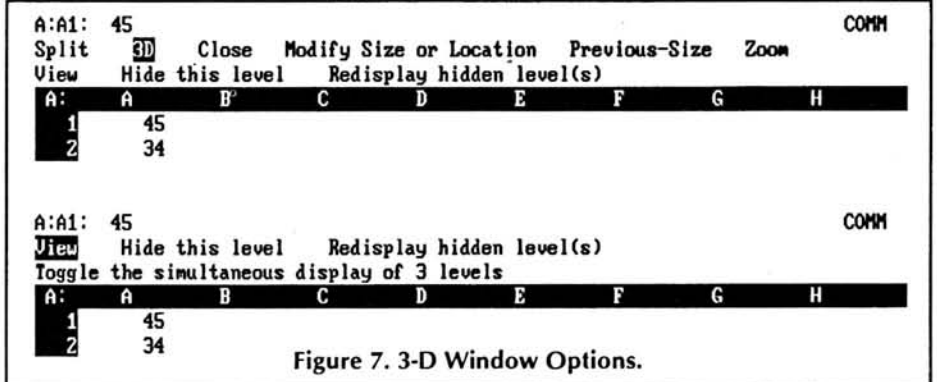 A:A1: 45 COMM
Split 3D Close Modify Size or Location Previous-Size Zoom
View Hide this level Redisplay hidden level(s)
A: A B C D E F G H
1 45
2 34
A:A1: 45 COMM
View Hide this level Redisplay hidden level(s)
Toggle the simultaneous display of 3 levels
A: A B C D E F G H
1 45
2 34
Figure 7. 3-D Window Options.